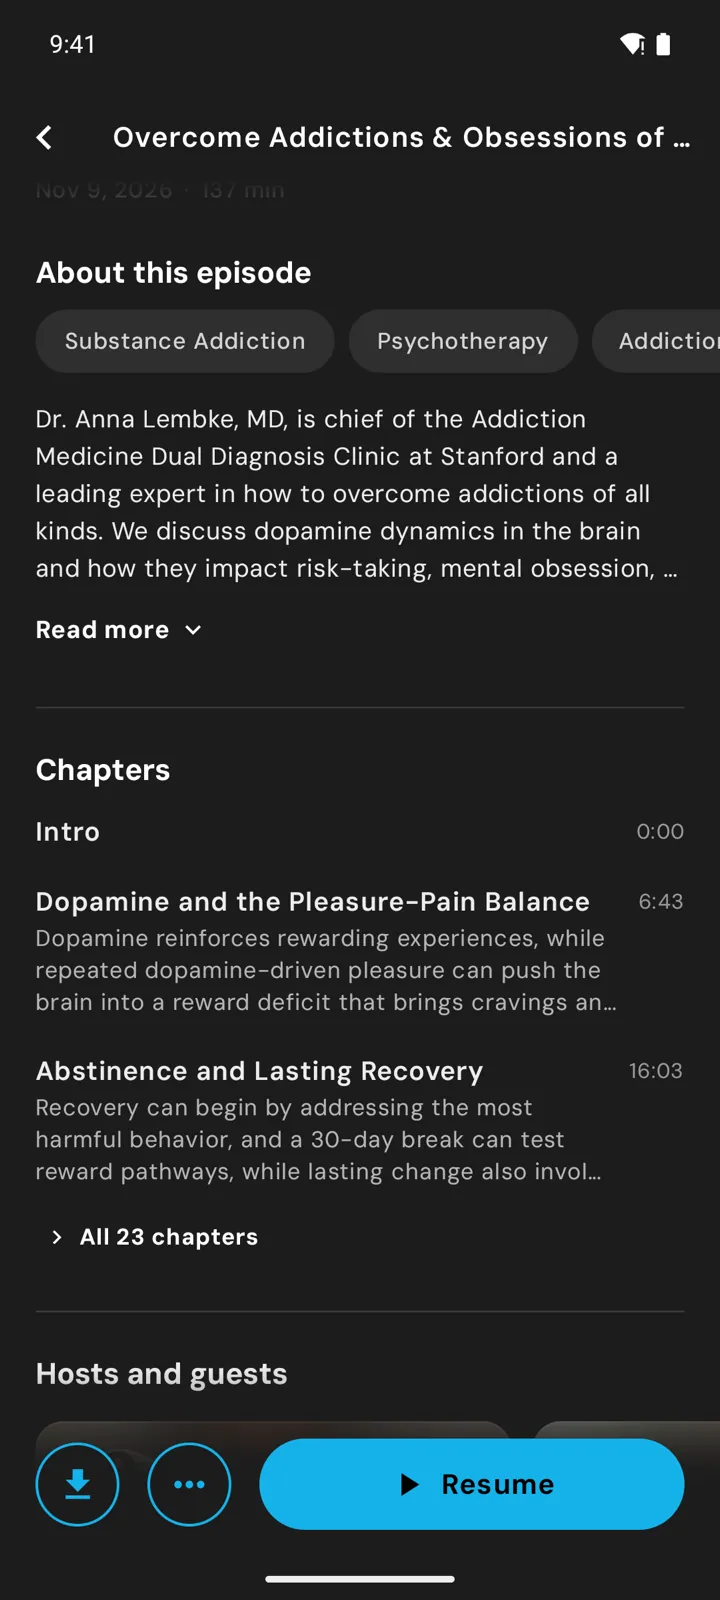 9:41
Overcome Addictions & Obsessions of …
Nov 9, 2026 · 137 min
About this episode
Substance Addiction
Psychotherapy
Addiction
Dr. Anna Lembke, MD, is chief of the Addiction
Medicine Dual Diagnosis Clinic at Stanford and a
leading expert in how to overcome addictions of all
kinds. We discuss dopamine dynamics in the brain
and how they impact risk-taking, mental obsession, …
Read more
Chapters
Intro 0:00
Dopamine and the Pleasure-Pain Balance 6:43
Dopamine reinforces rewarding experiences, while
repeated dopamine-driven pleasure can push the
brain into a reward deficit that brings cravings an…
Abstinence and Lasting Recovery 16:03
Recovery can begin by addressing the most
harmful behavior, and a 30-day break can test
reward pathways, while lasting change also invol…
All 23 chapters
Hosts and guests
Resume